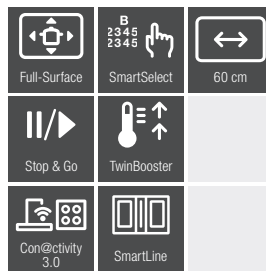 B
2345
2345
Full-Surface
SmartSelect
60 cm
Stop & Go
TwinBooster
Con@ctivity
3.0
SmartLine